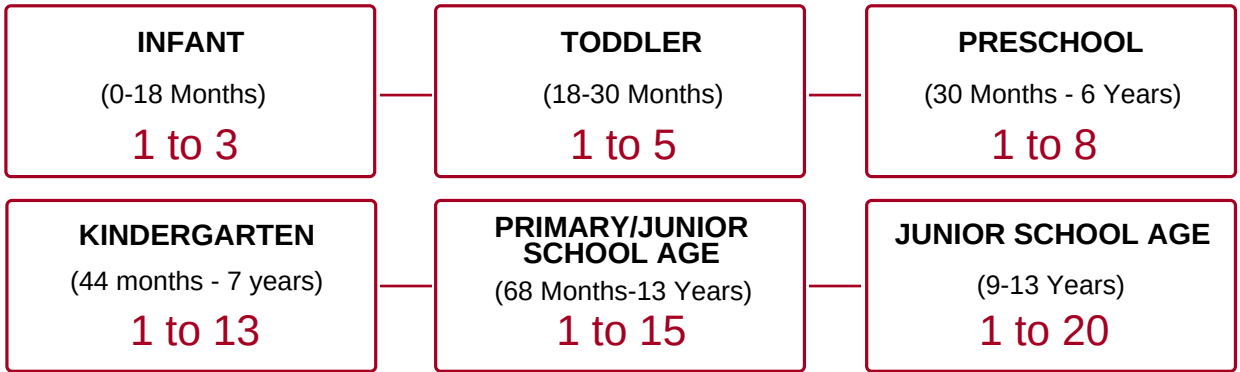 INFANT
(0-18 Months)
1 to 3
TODDLER
(18-30 Months)
1 to 5
PRESCHOOL
(30 Months - 6 Years)
1 to 8
KINDERGARTEN
(44 months - 7 years)
1 to 13
PRIMARY/JUNIOR
SCHOOL AGE
(68 Months-13 Years)
1 to 15
JUNIOR SCHOOL AGE
(9-13 Years)
1 to 20